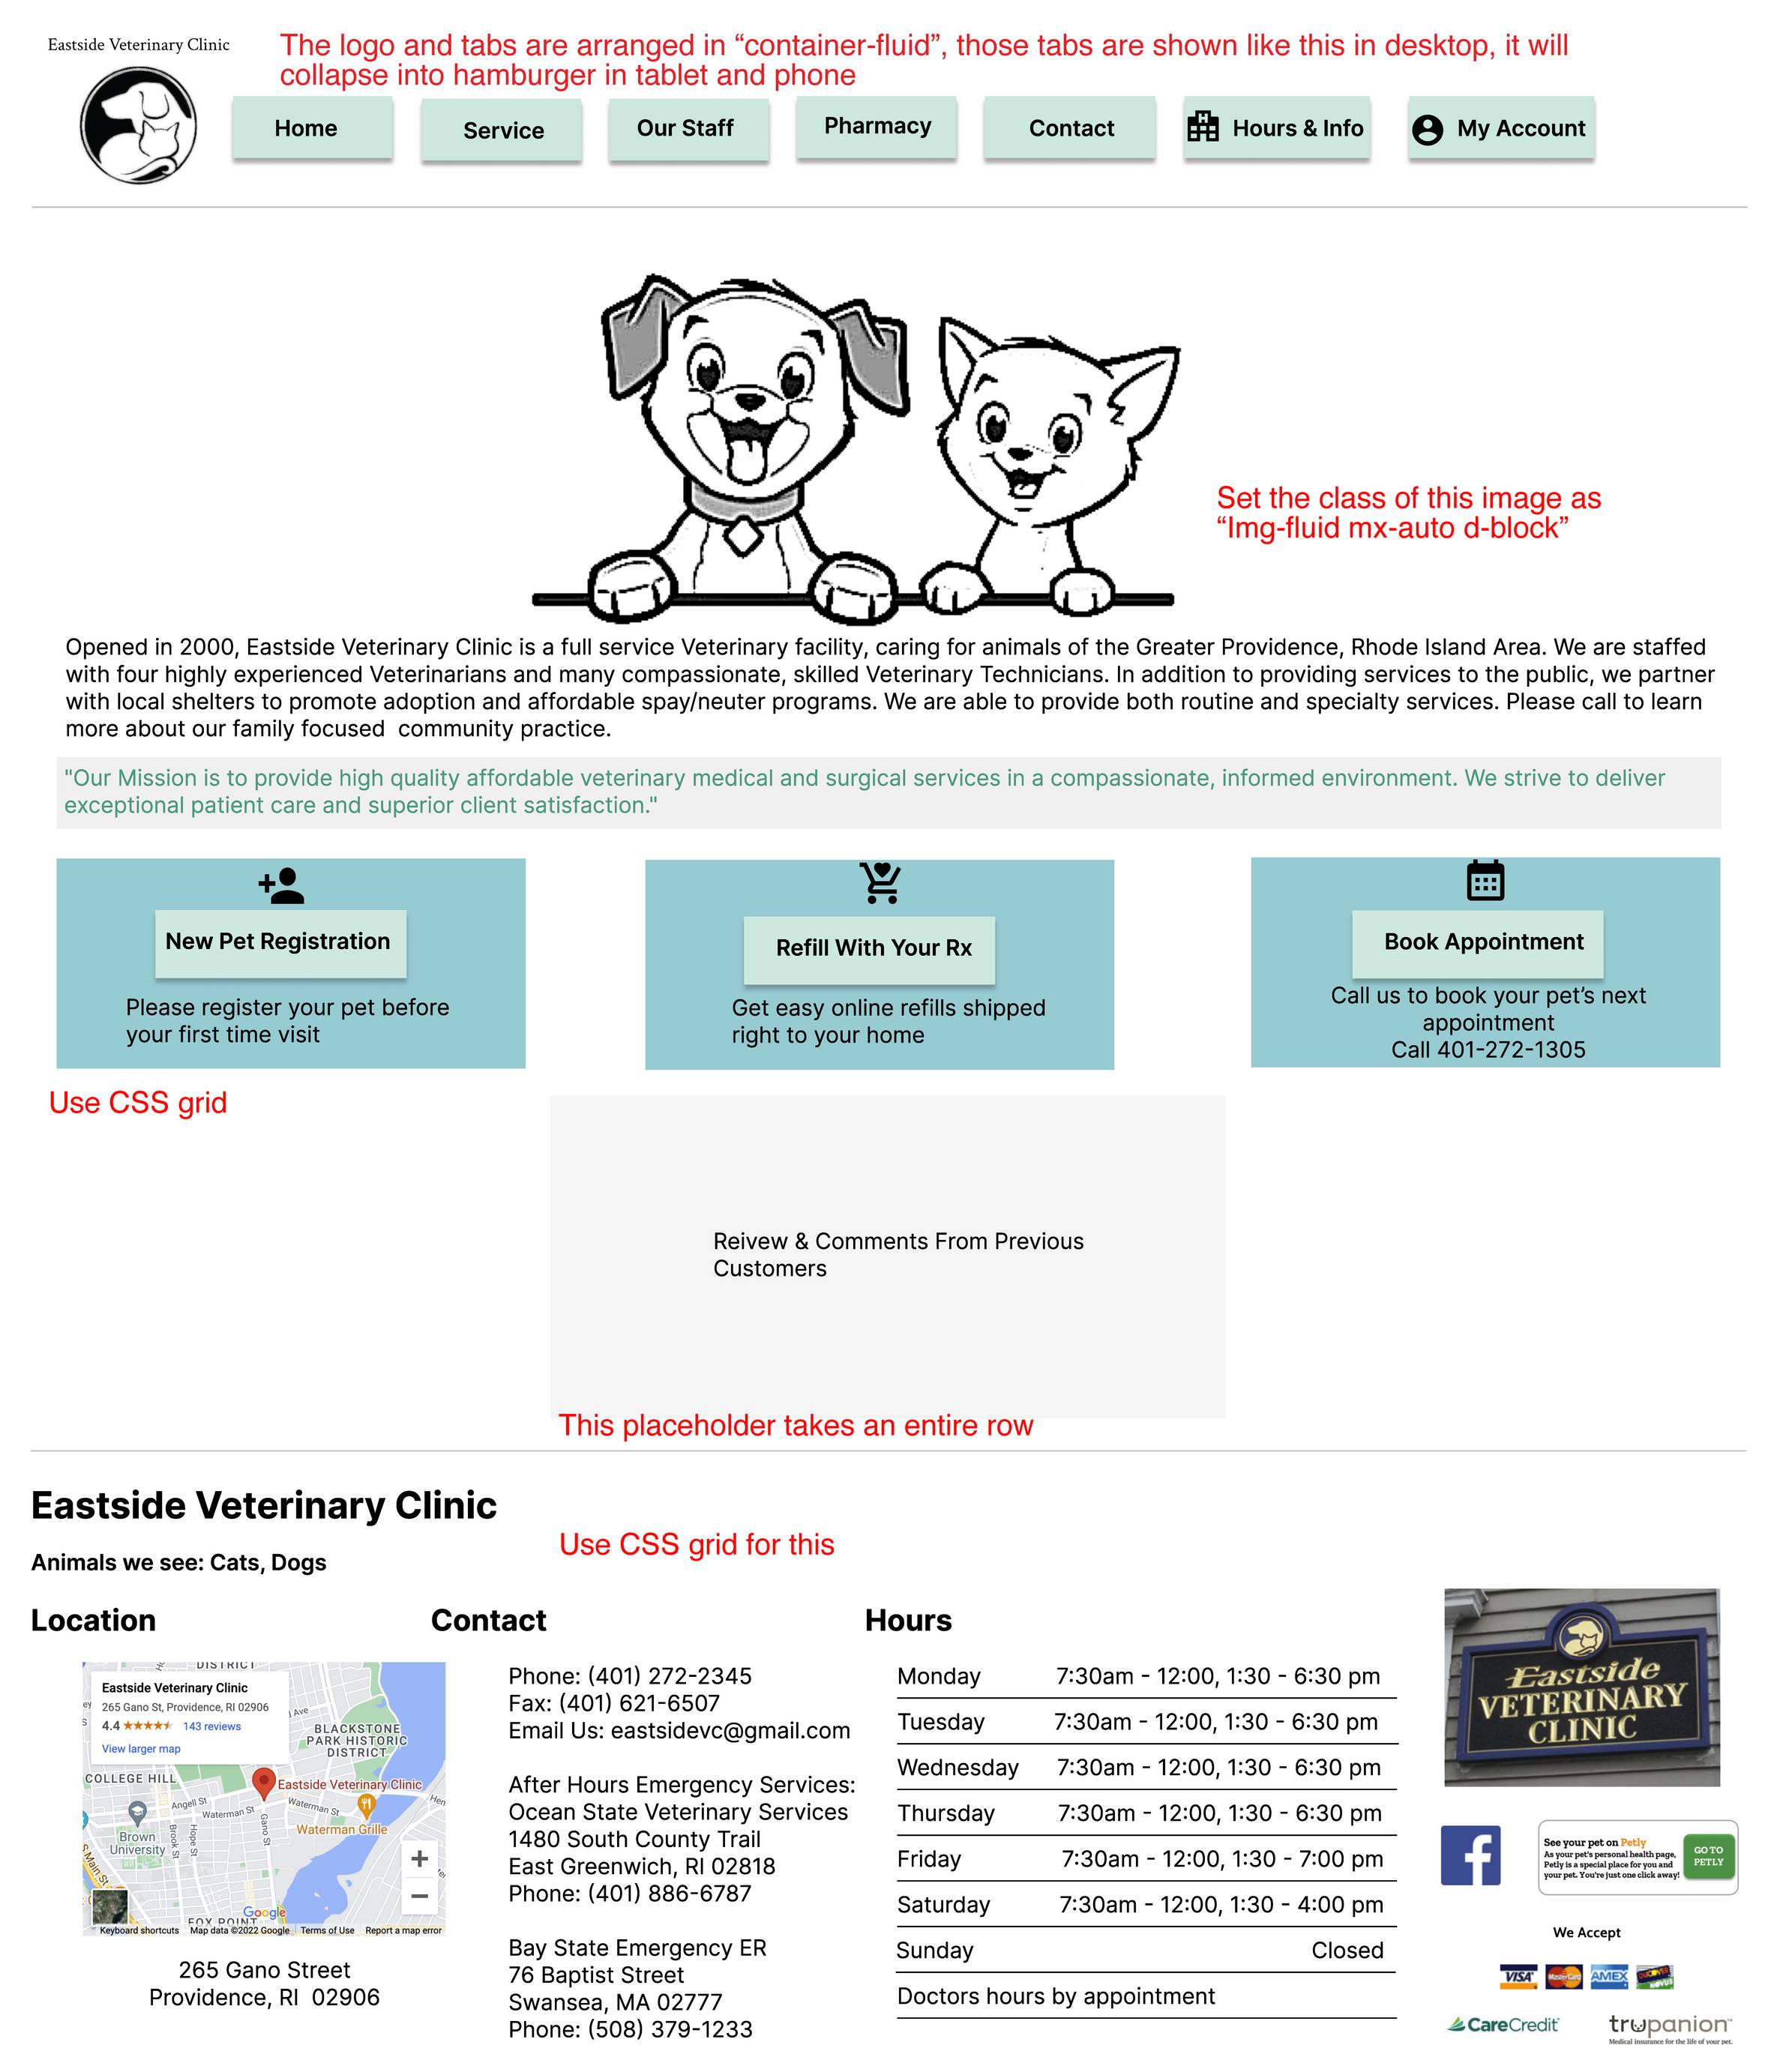 Eastside Veterinary Clinic
The logo and tabs are arranged in “container-fluid”, those tabs are shown like this in desktop, it will
collapse into hamburger in tablet and phone
Home
Service
Our Staff
Pharmacy
Contact
Hours & Info
My Account
Set the class of this image as
“Img-fluid mx-auto d-block”
Opened in 2000, Eastside Veterinary Clinic is a full service Veterinary facility, caring for animals of the Greater Providence, Rhode Island Area. We are staffed
with four highly experienced Veterinarians and many compassionate, skilled Veterinary Technicians. In addition to providing services to the public, we partner
with local shelters to promote adoption and affordable spay/neuter programs. We are able to provide both routine and specialty services. Please call to learn
more about our family focused  community practice.
"Our Mission is to provide high quality affordable veterinary medical and surgical services in a compassionate, informed environment. We strive to deliver
exceptional patient care and superior client satisfaction."
New Pet Registration
Please register your pet before
your first time visit
Refill With Your Rx
Get easy online refills shipped
right to your home
Book Appointment
Call us to book your pet’s next
appointment
Call 401-272-1305
Use CSS grid
Reivew & Comments From Previous
Customers
This placeholder takes an entire row
Eastside Veterinary Clinic
Use CSS grid for this
Animals we see: Cats, Dogs
Location
DISTRICT
Eastside Veterinary Clinic
265 Gano St, Providence, RI 02906
4.4
143 reviews
View larger map
Ave
BLACKSTONE
PARK HISTORIC
DISTRICT
COLLEGE HILL
Eastside Veterinary Clinic
Angell St
Waterman St
Waterman St
Waterman Grille
Brown
University
Brook St
Hope St
Gano St
S Main St
Google
FOX POINT
Keyboard shortcuts
Map data ©2022 Google
Terms of Use
Report a map error
265 Gano Street
Providence, RI  02906
Contact
Phone: (401) 272-2345
Fax: (401) 621-6507
Email Us: eastsidevc@gmail.com
After Hours Emergency Services:
Ocean State Veterinary Services
1480 South County Trail
East Greenwich, RI 02818
Phone: (401) 886-6787
Bay State Emergency ER
76 Baptist Street
Swansea, MA 02777
Phone: (508) 379-1233
Hours
Monday 7:30am - 12:00, 1:30 - 6:30 pm
Tuesday 7:30am - 12:00, 1:30 - 6:30 pm
Wednesday 7:30am - 12:00, 1:30 - 6:30 pm
Thursday 7:30am - 12:00, 1:30 - 6:30 pm
Friday 7:30am - 12:00, 1:30 - 7:00 pm
Saturday 7:30am - 12:00, 1:30 - 4:00 pm
Sunday Closed
Doctors hours by appointment
Eastside
VETERINARY
CLINIC
f
See your pet on Petly
As your pet's personal health page,
Petly is a special place for you and
your pet. You're just one click away!
GO TO
PETLY
We Accept
VISA
MasterCard
AMEX
DISCOVER
NOVUS
CareCredit
trupanion™
Medical insurance for the life of your pet.